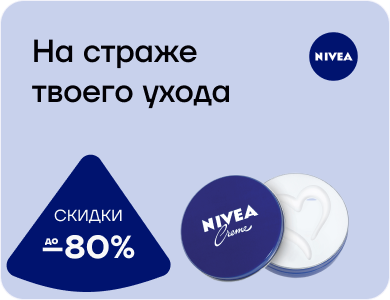 На страже
твоего ухода
NIVEA
СКИДКИ
до
–80%
NIVEA
Creme